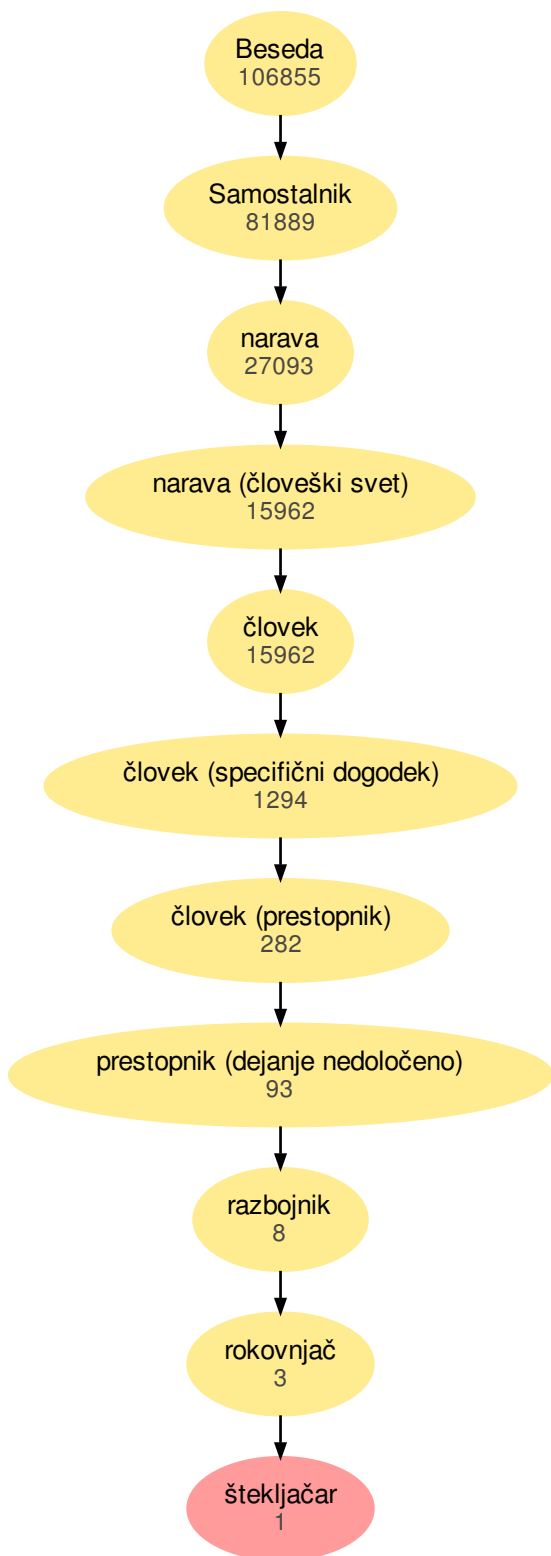 Beseda
106855
Samostalnik
81889
narava
27093
narava (človeški svet)
15962
človek
15962
človek (specifični dogodek)
1294
človek (prestopnik)
282
prestopnik (dejanje nedoločeno)
93
razbojnik
8
rokovnjač
3
štekljačar
1